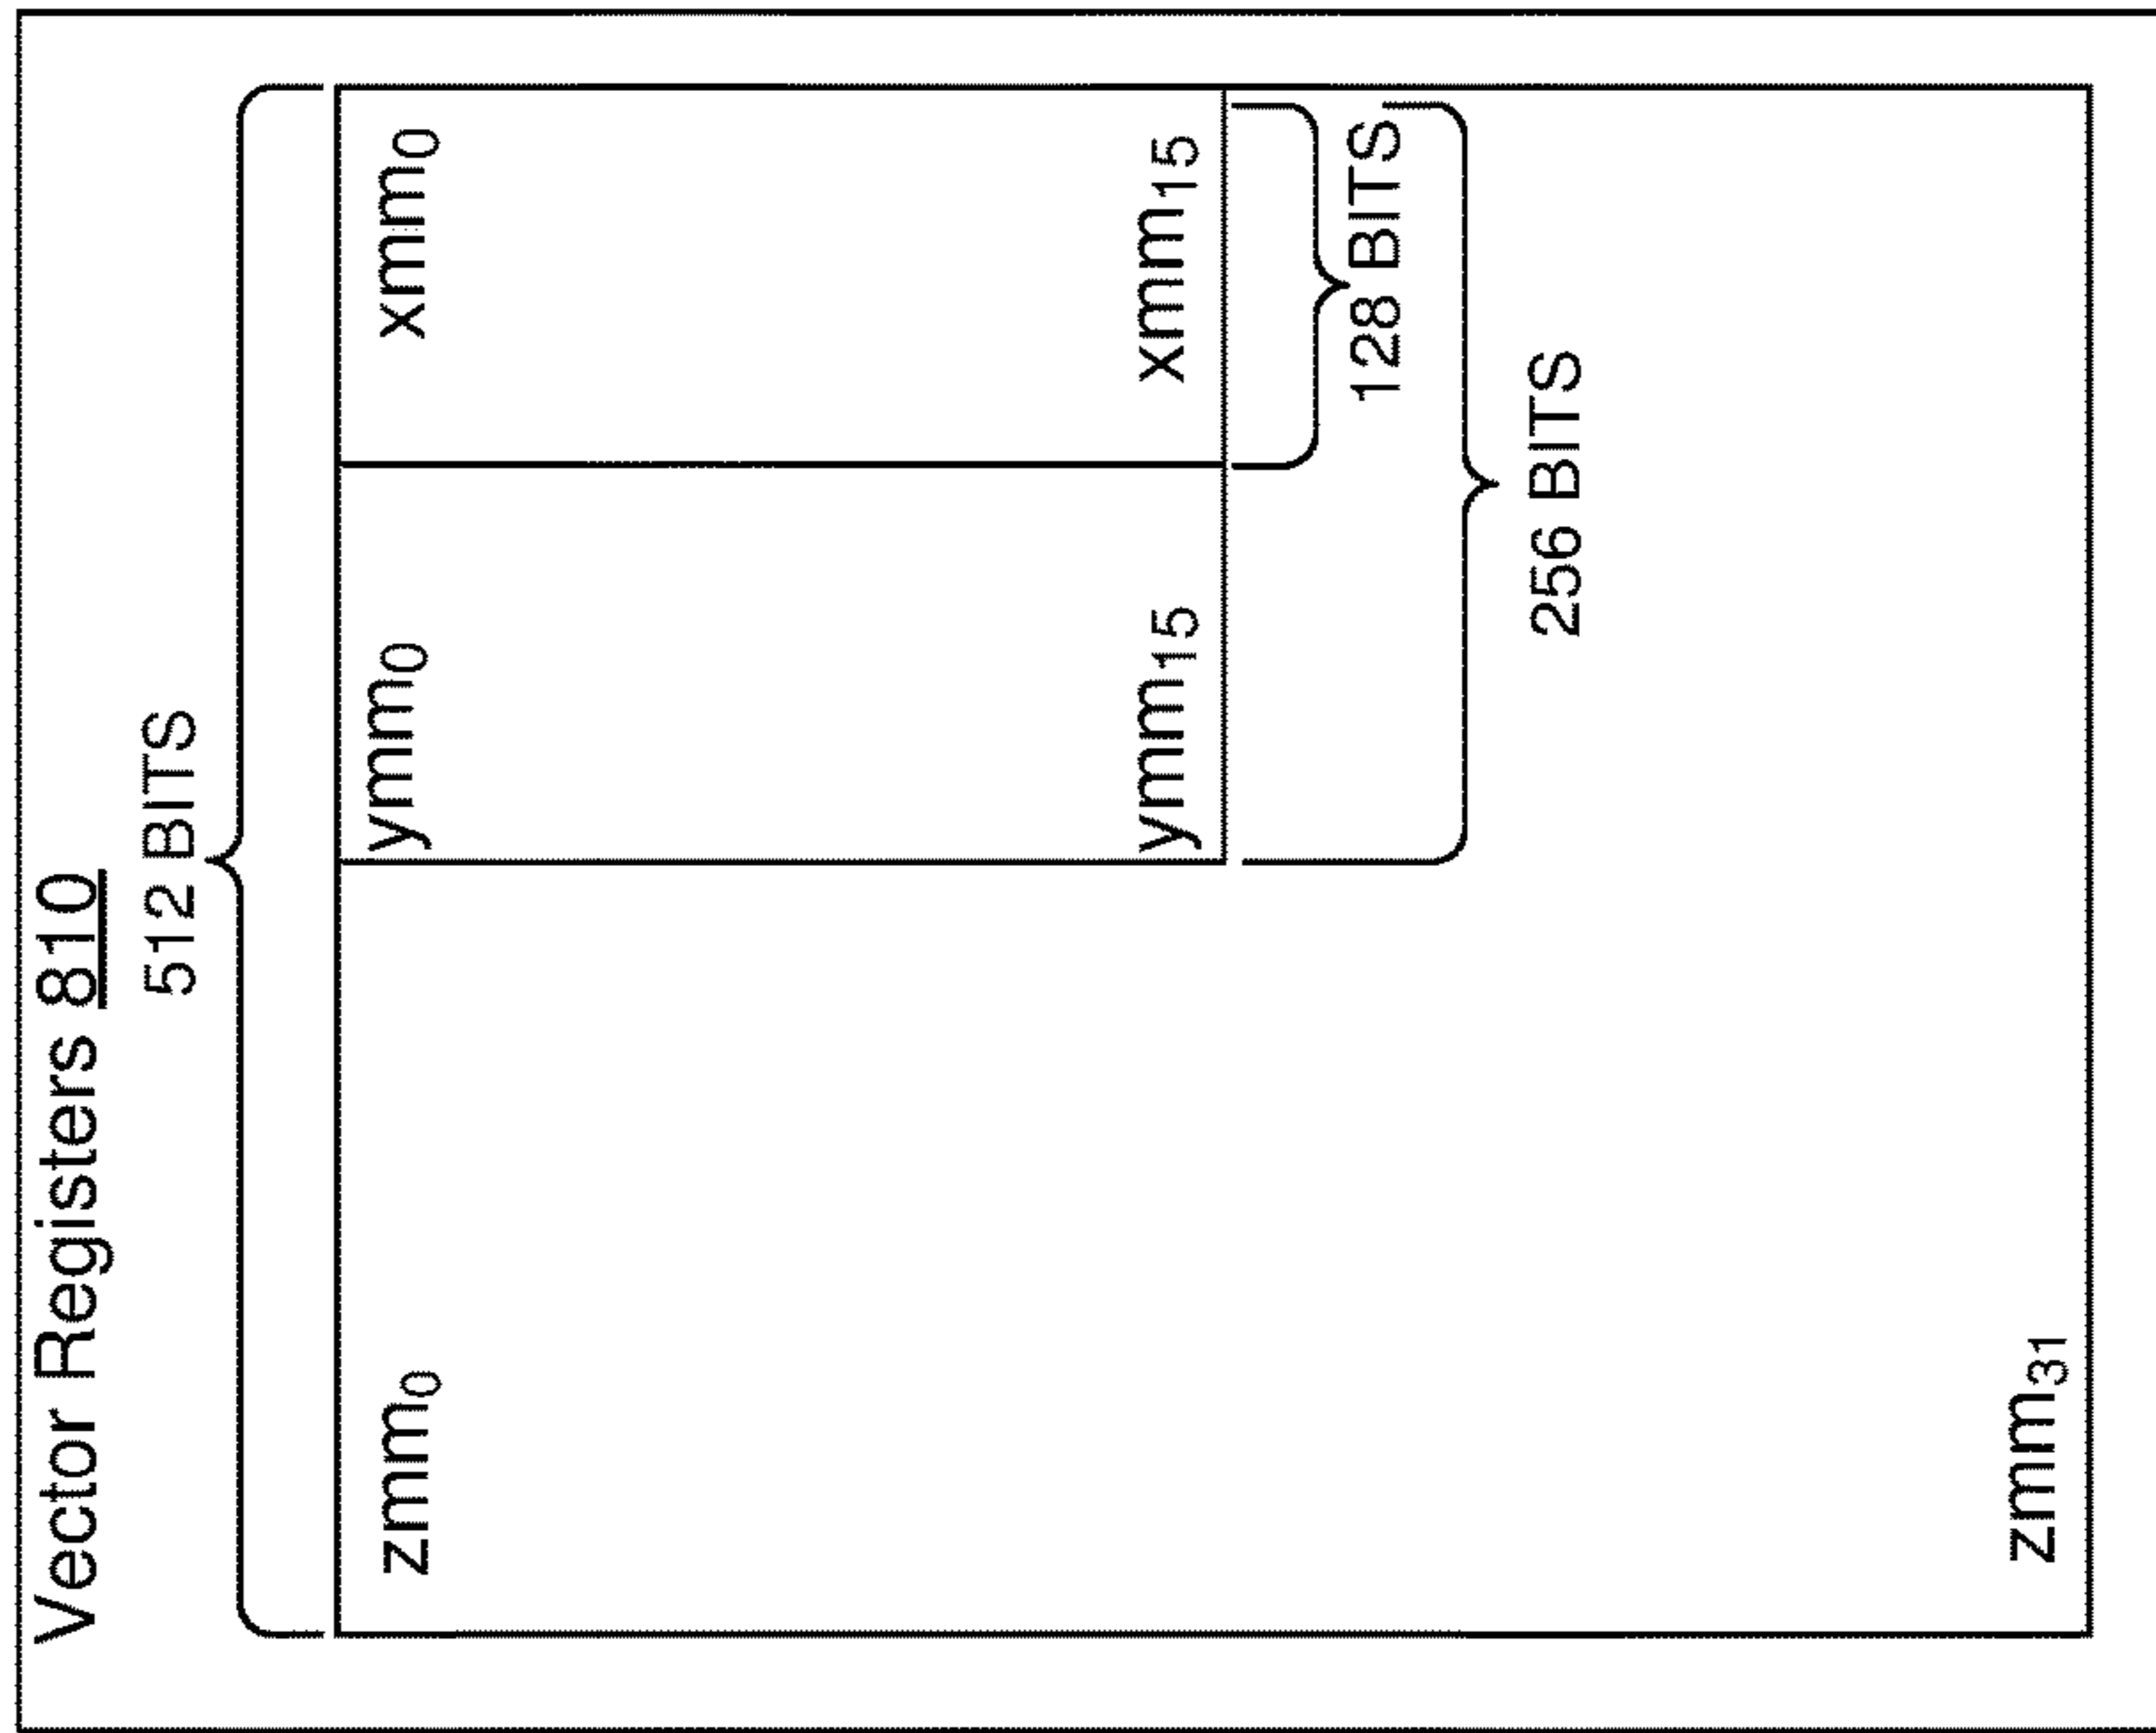 Vector Registers 810
512 BITS
zmm0 ymm0 xmm0
ymm15 xmm15
128 BITS
256 BITS
zmm31